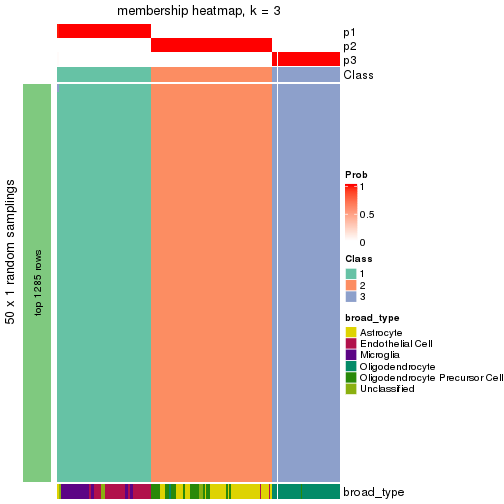 membership heatmap, k = 3
p1
p2
p3
Class
50 x 1 random samplings
top 1285 rows
Prob
1
0.5
0
Class
1
2
3
broad_type
Astrocyte
Endothelial Cell
Microglia
Oligodendrocyte
Oligodendrocyte Precursor Cell
Unclassified
broad_type